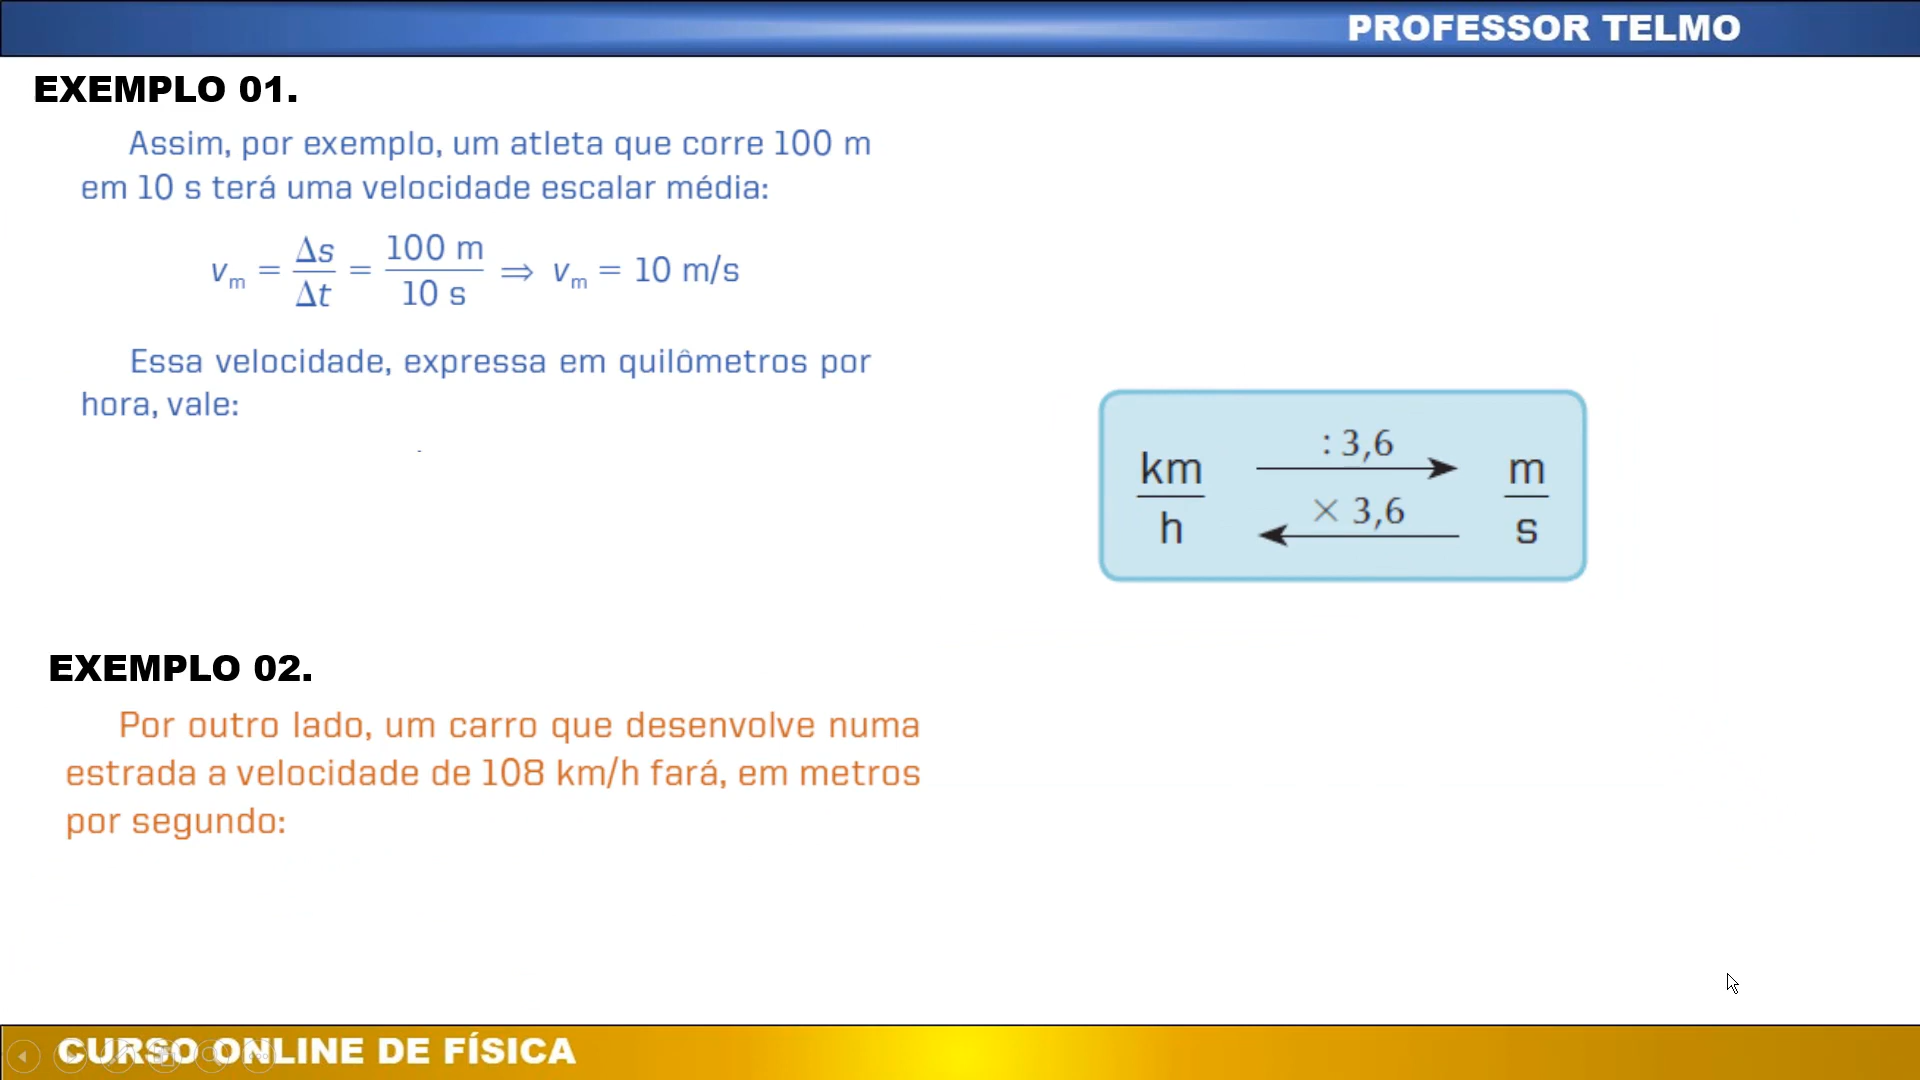 PROFESSOR TELMO
EXEMPLO 01.
Assim, por exemplo, um atleta que corre 100 m
em 10 s terá uma velocidade escalar média:
vm = Δs/Δt = 100 m/10 s ⇒ vm = 10 m/s
Essa velocidade, expressa em quilômetros por
hora, vale:
km/h : 3,6 m/s
× 3,6
EXEMPLO 02.
Por outro lado, um carro que desenvolve numa
estrada a velocidade de 108 km/h fará, em metros
por segundo:
CURSO ONLINE DE FÍSICA